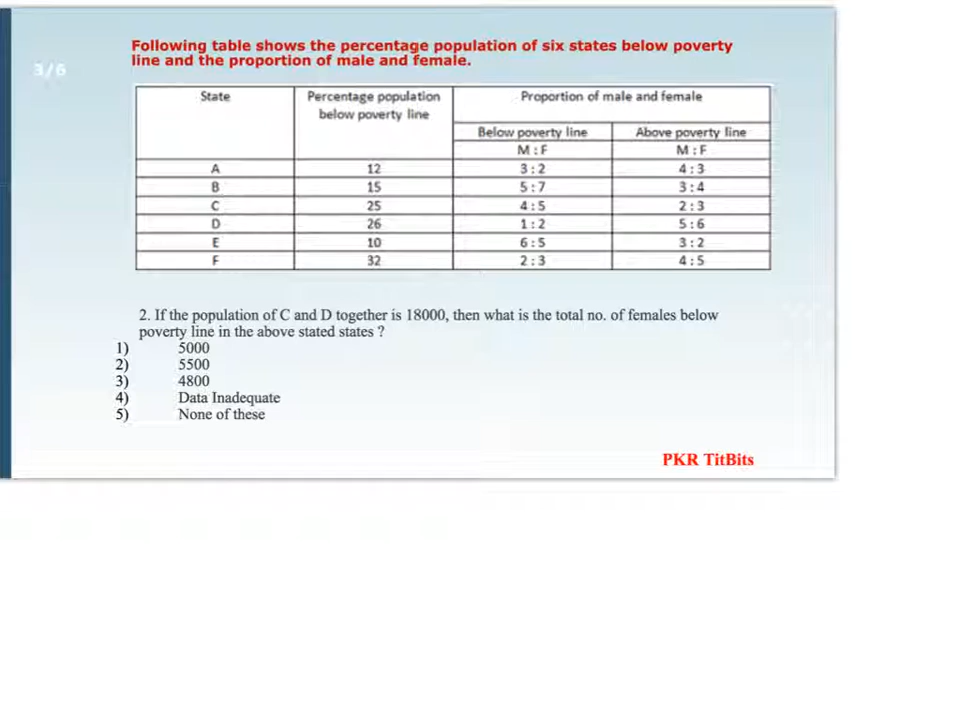 Following table shows the percentage population of six states below poverty
line and the proportion of male and female.
3/6
State Percentage population below poverty line Proportion of male and female
Below poverty line Above poverty line
M : F M : F
A 12 3 : 2 4 : 3
B 15 5 : 7 3 : 4
C 25 4 : 5 2 : 3
D 26 1 : 2 5 : 6
E 10 6 : 5 3 : 2
F 32 2 : 3 4 : 5
2. If the population of C and D together is 18000, then what is the total no. of females below
poverty line in the above stated states ?
1) 5000
2) 5500
3) 4800
4) Data Inadequate
5) None of these
PKR TitBits